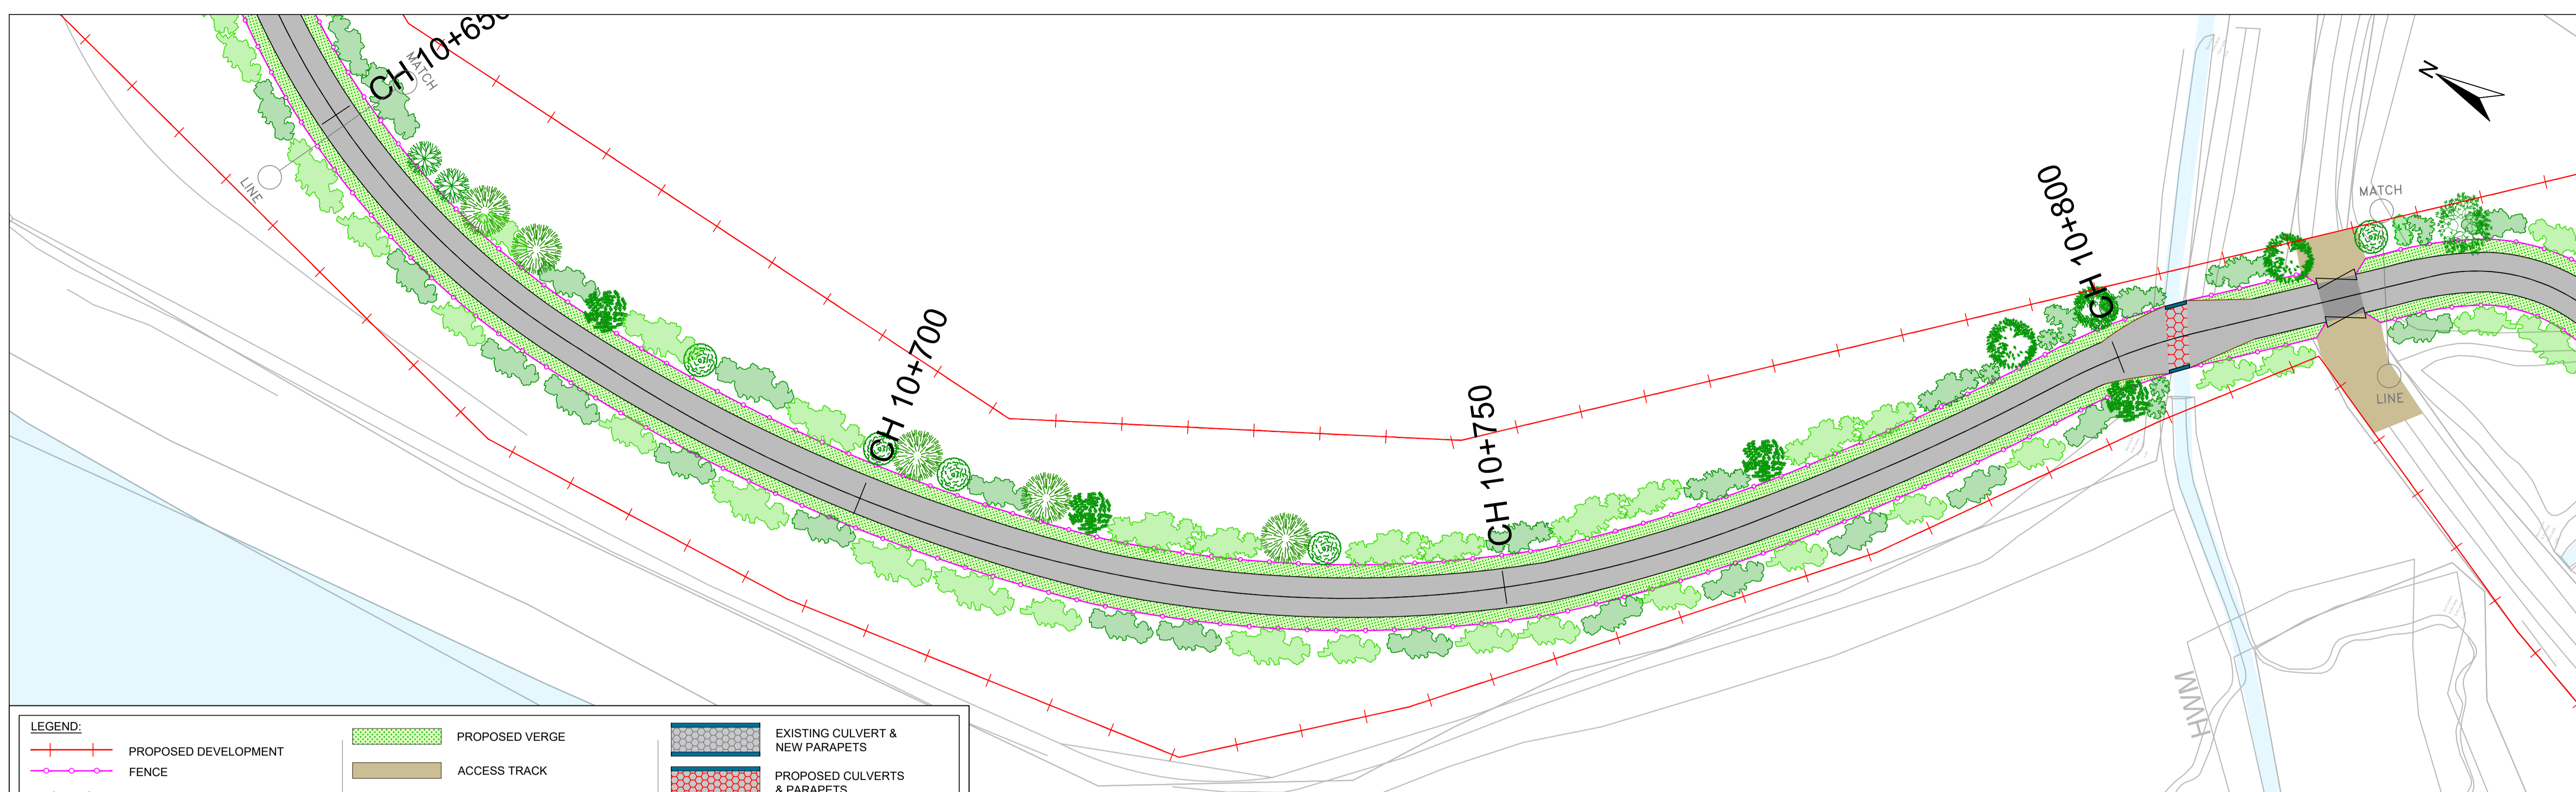 CH 10+650
MATCH
LINE
N
CH 10+700
CH 10+750
CH 10+800
MATCH
LINE
HWM
LEGEND:
PROPOSED DEVELOPMENT
FENCE
PROPOSED VERGE
ACCESS TRACK
EXISTING CULVERT &
NEW PARAPETS
PROPOSED CULVERTS
& PARAPETS